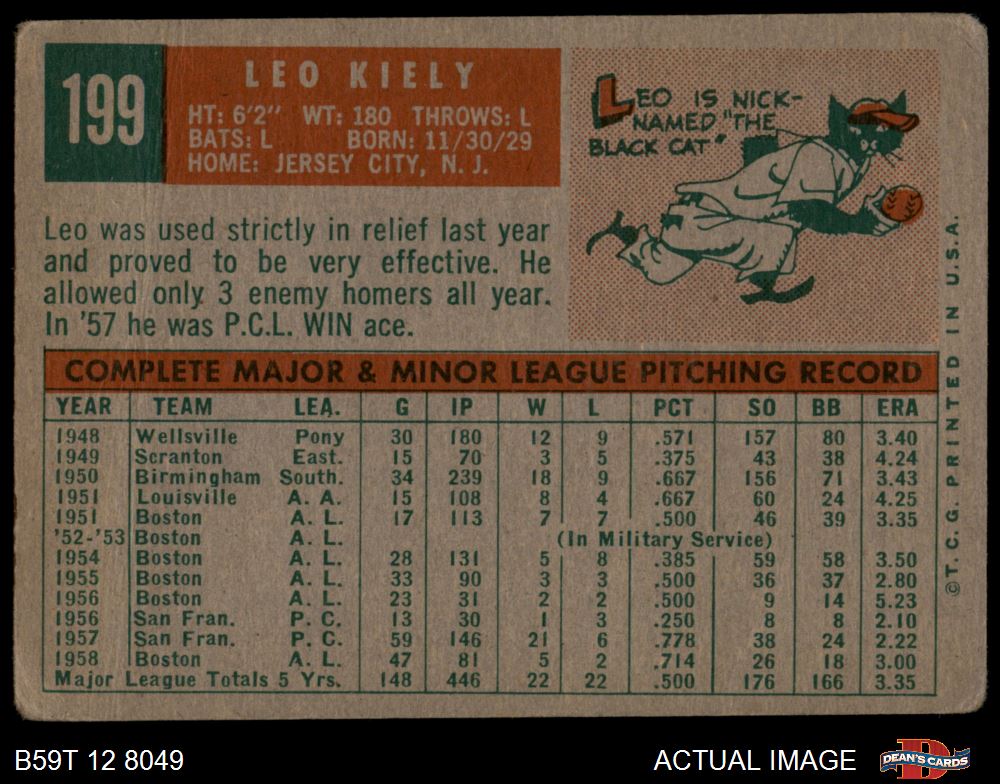 199
LEO KIELY
HT: 6'2" WT: 180 THROWS: L
BATS: L BORN: 11/30/29
HOME: JERSEY CITY, N. J.
LEO IS NICK-
NAMED "THE
BLACK CAT"
Leo was used strictly in relief last year
and proved to be very effective. He
allowed only 3 enemy homers all year.
In '57 he was P.C.L. WIN ace.
COMPLETE MAJOR & MINOR LEAGUE PITCHING RECORD
YEAR TEAM LEA. G IP W L PCT SO BB ERA
1948 Wellsville Pony 30 180 12 9 .571 157 80 3.40
1949 Scranton East. 15 70 3 5 .375 43 38 4.24
1950 Birmingham South. 34 239 18 9 .667 156 71 3.43
1951 Louisville A. A. 15 108 8 4 .667 60 24 4.25
1951 Boston A. L. 17 113 7 7 .500 46 39 3.35
'52-'53 Boston A. L. (In Military Service)
1954 Boston A. L. 28 131 5 8 .385 59 58 3.50
1955 Boston A. L. 33 90 3 3 .500 36 37 2.80
1956 Boston A. L. 23 31 2 2 .500 9 14 5.23
1956 San Fran. P. C. 13 30 1 3 .250 8 8 2.10
1957 San Fran. P. C. 59 146 21 6 .778 38 24 2.22
1958 Boston A. L. 47 81 5 2 .714 26 18 3.00
Major League Totals 5 Yrs. 148 446 22 22 .500 176 166 3.35
©T. C. G. PRINTED IN U.S.A.
B59T 12 8049
ACTUAL IMAGE
DEAN'S CARDS